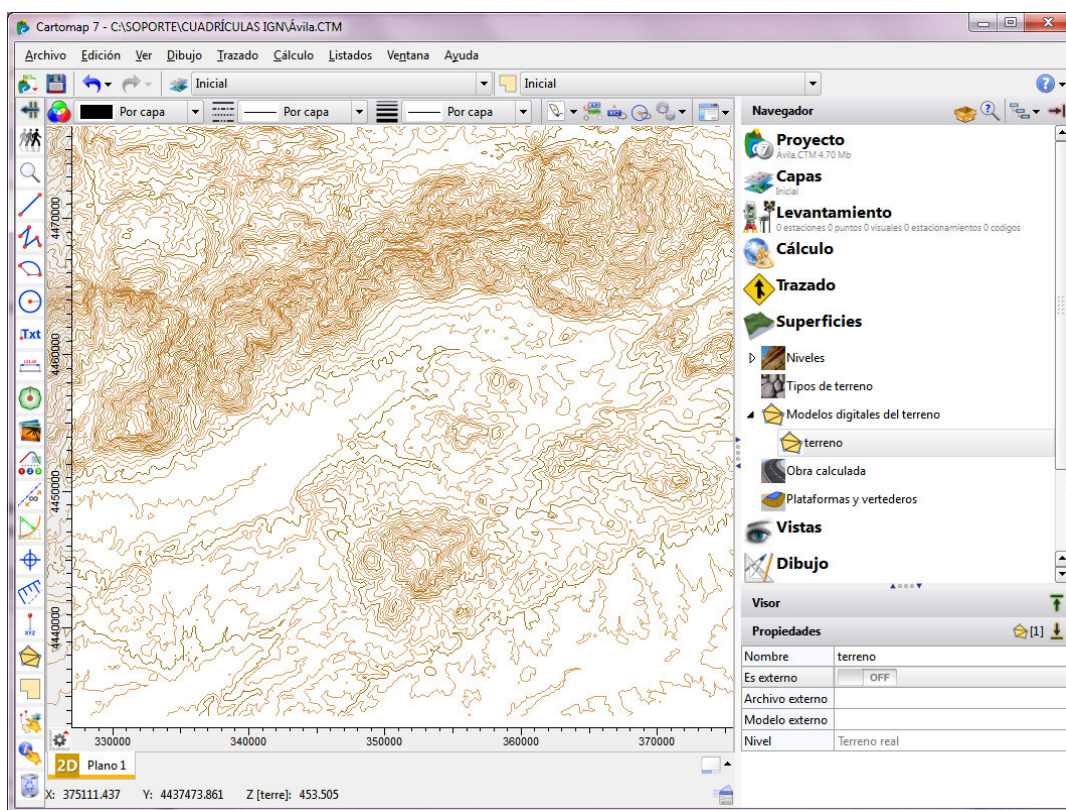 Cartomap 7 - C:\SOPORTE\CUADRÍCULAS IGN\Ávila.CTM
Archivo Edición Ver Dibujo Trazado Cálculo Listados Ventana Ayuda
Inicial Inicial
Por capa Por capa Por capa
Navegador
Proyecto
Ávila.CTM 4.70 Mb
Capas
Inicial
Levantamiento
0 estaciones 0 puntos 0 visuales 0 estacionamientos 0 codigos
Cálculo
Trazado
Superficies
Niveles
Tipos de terreno
Modelos digitales del terreno
terreno
Obra calculada
Plataformas y vertederos
Vistas
Dibujo
Visor
Propiedades [1]
Nombre terreno
Es externo OFF
Archivo externo
Modelo externo
Nivel Terreno real
Txt
XYZ
4470000
4460000
4450000
4440000
330000 340000 350000 360000 370000
2D Plano 1
X: 375111.437 Y: 4437473.861 Z [terre]: 453.505